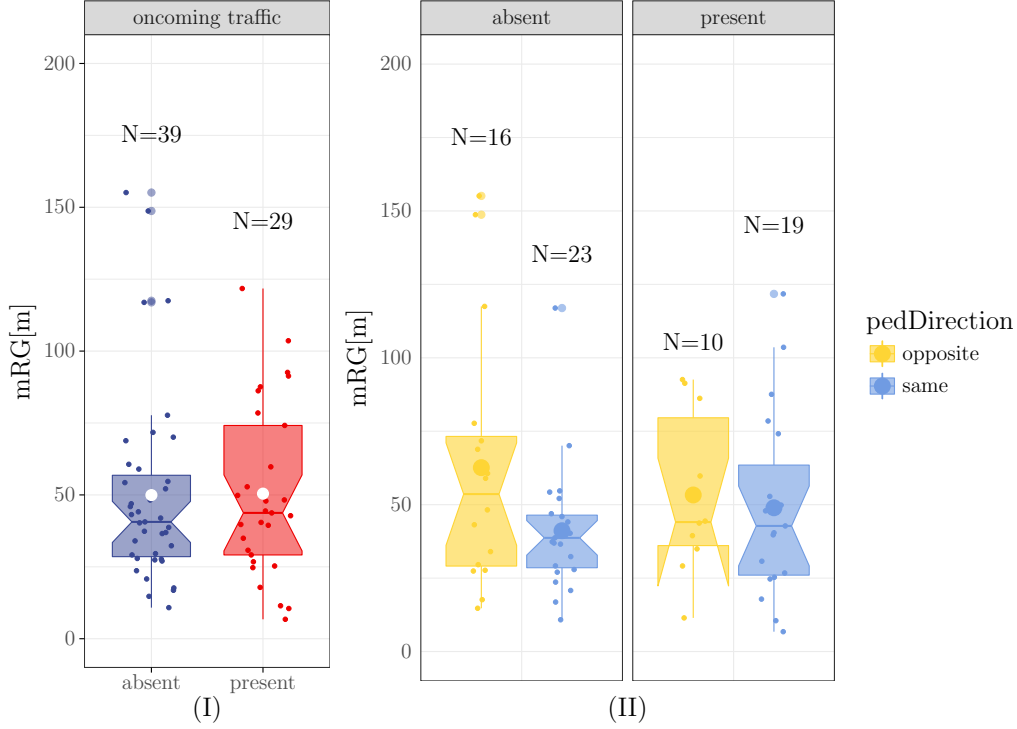 oncoming traffic
200
150
100
50
0
mRG[m]
N=39
N=29
absent
present
(I)
absent
present
200
150
100
50
0
mRG[m]
N=16
N=23
N=10
N=19
(II)
pedDirection
opposite
same